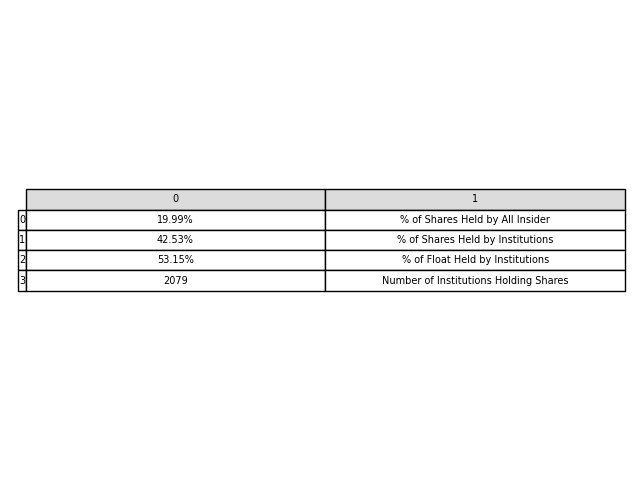 0 1
0 19.99% % of Shares Held by All Insider
1 42.53% % of Shares Held by Institutions
2 53.15% % of Float Held by Institutions
3 2079 Number of Institutions Holding Shares